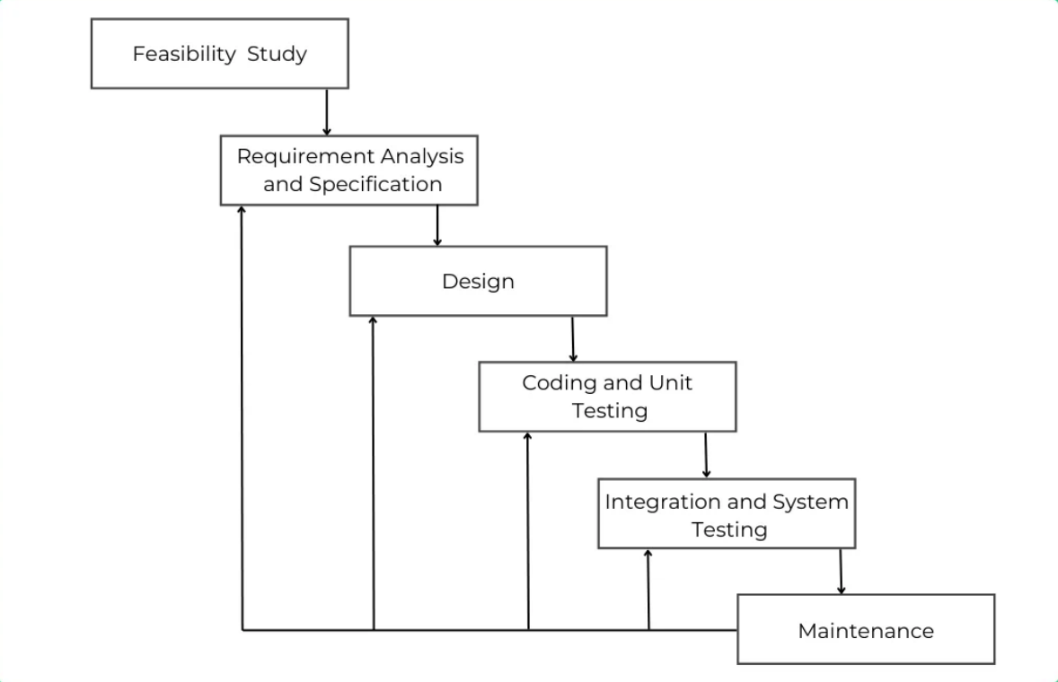 Feasibility Study
Requirement Analysis
and Specification
Design
Coding and Unit
Testing
Integration and System
Testing
Maintenance